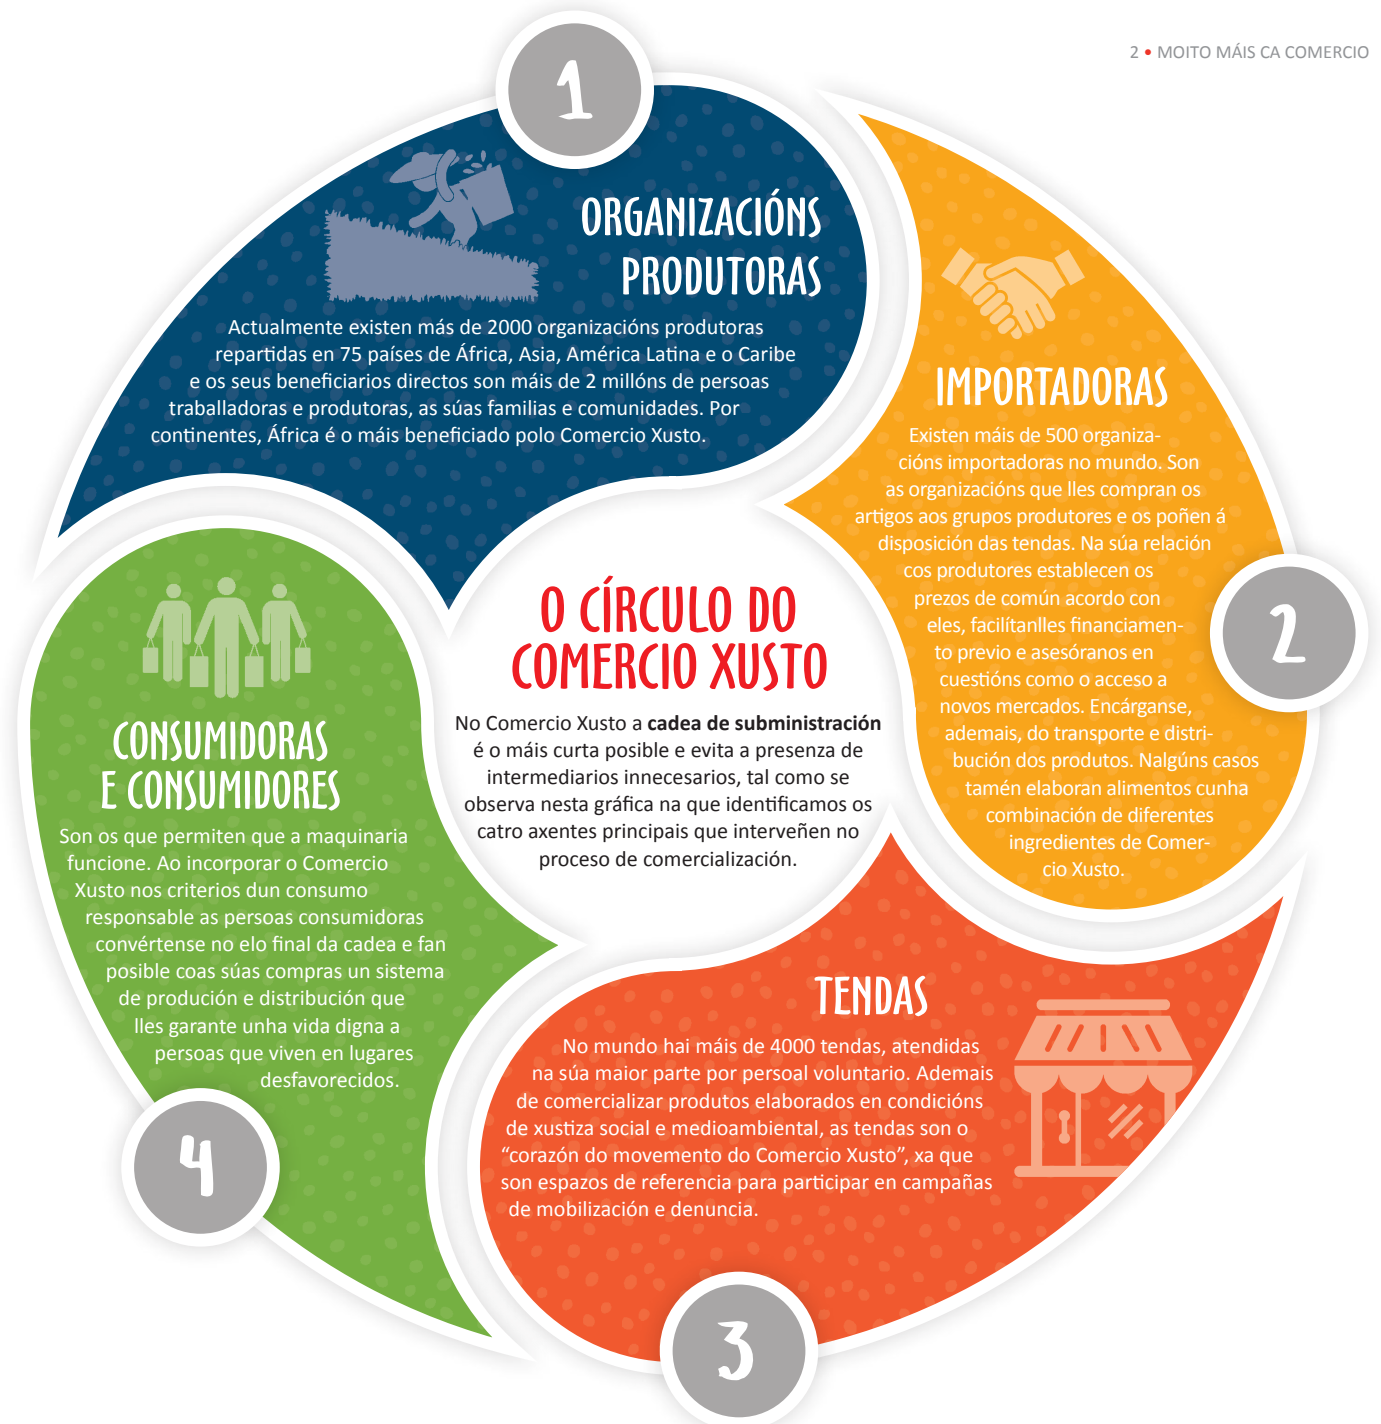 2 • MOITO MÁIS CA COMERCIO
1
ORGANIZACIÓNS
PRODUTORAS
Actualmente existen más de 2000 organizacións produtoras
repartidas en 75 países de África, Asia, América Latina e o Caribe
e os seus beneficiarios directos son máis de 2 millóns de persoas
traballadoras e produtoras, as súas familias e comunidades. Por
continentes, África é o máis beneficiado polo Comercio Xusto.
2
IMPORTADORAS
Existen máis de 500 organiza-
cións importadoras no mundo. Son
as organizacións que lles compran os
artigos aos grupos produtores e os poñen á
disposición das tendas. Na súa relación
cos produtores establecen os
prezos de común acordo con
eles, facilítanlles financiamen-
to previo e asesóranos en
cuestións como o acceso a
novos mercados. Encárganse,
ademais, do transporte e distri-
bución dos produtos. Nalgúns casos
tamén elaboran alimentos cunha
combinación de diferentes
ingredientes de Comer-
cio Xusto.
O CÍRCULO DO
COMERCIO XUSTO
No Comercio Xusto a cadea de subministración
é o máis curta posible e evita a presenza de
intermediarios innecesarios, tal como se
observa nesta gráfica na que identificamos os
catro axentes principais que interveñen no
proceso de comercialización.
TENDAS
No mundo hai máis de 4000 tendas, atendidas
na súa maior parte por persoal voluntario. Ademais
de comercializar produtos elaborados en condicións
de xustiza social e medioambiental, as tendas son o
“corazón do movemento do Comercio Xusto”, xa que
son espazos de referencia para participar en campañas
de mobilización e denuncia.
3
CONSUMIDORAS
E CONSUMIDORES
Son os que permiten que a maquinaria
funcione. Ao incorporar o Comercio
Xusto nos criterios dun consumo
responsable as persoas consumidoras
convértense no elo final da cadea e fan
posible coas súas compras un sistema
de produción e distribución que
lles garante unha vida digna a
persoas que viven en lugares
desfavorecidos.
4